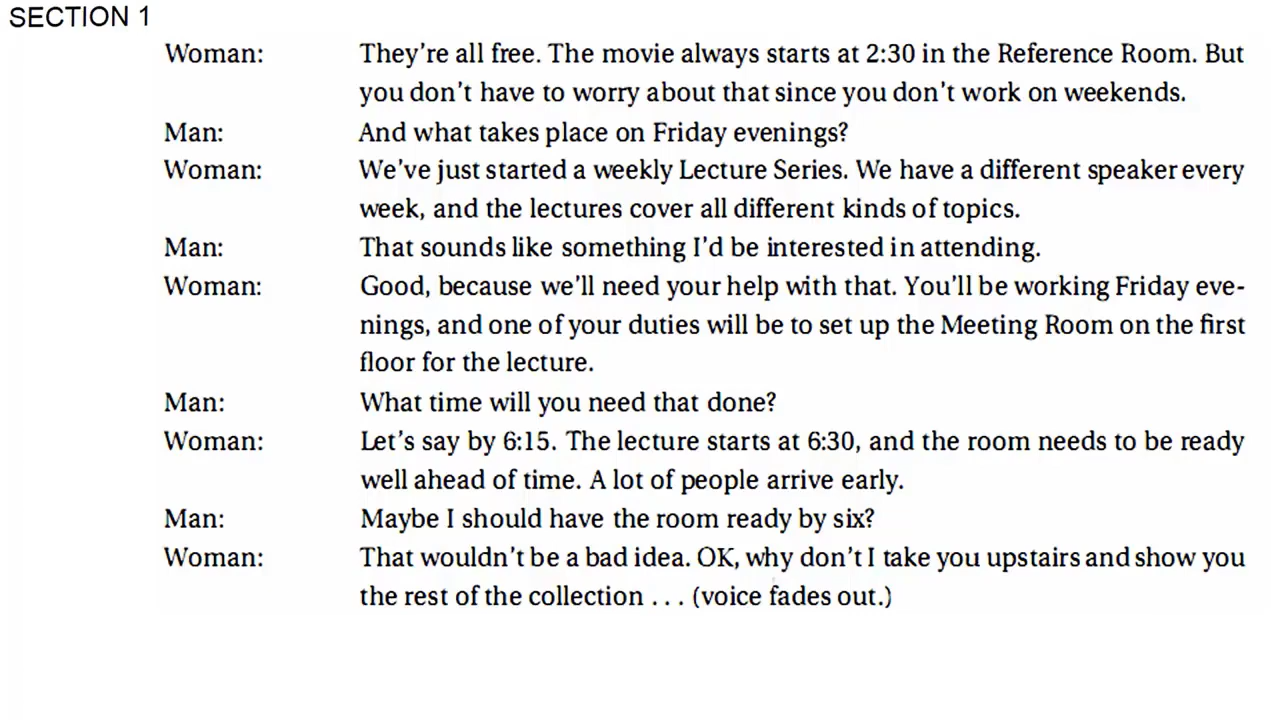 SECTION 1
Woman: They're all free. The movie always starts at 2:30 in the Reference Room. But
you don't have to worry about that since you don't work on weekends.
Man: And what takes place on Friday evenings?
Woman: We've just started a weekly Lecture Series. We have a different speaker every
week, and the lectures cover all different kinds of topics.
Man: That sounds like something I'd be interested in attending.
Woman: Good, because we'll need your help with that. You'll be working Friday eve-
nings, and one of your duties will be to set up the Meeting Room on the first
floor for the lecture.
Man: What time will you need that done?
Woman: Let's say by 6:15. The lecture starts at 6:30, and the room needs to be ready
well ahead of time. A lot of people arrive early.
Man: Maybe I should have the room ready by six?
Woman: That wouldn't be a bad idea. OK, why don't I take you upstairs and show you
the rest of the collection . . . (voice fades out.)